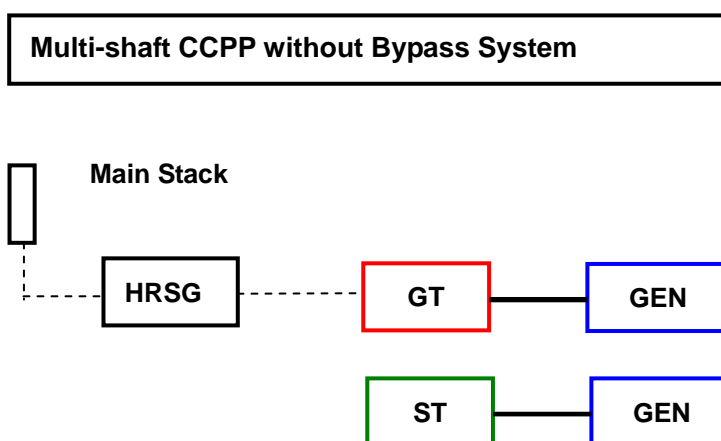 Multi-shaft CCPP without Bypass System
Main Stack
HRSG
GT
GEN
ST
GEN